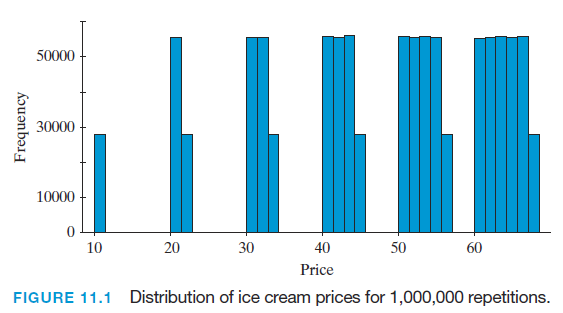 Frequency
50000
30000
10000
0
10 20 30 40 50 60
Price
FIGURE 11.1 Distribution of ice cream prices for 1,000,000 repetitions.